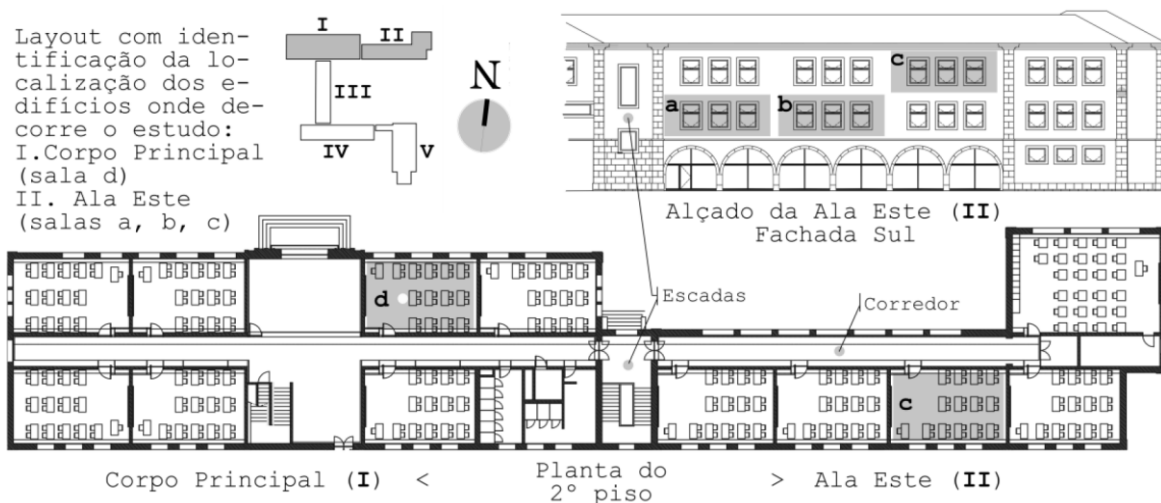 Layout com iden-
tificação da lo-
calização dos e-
difícios onde de-
corre o estudo:
I.Corpo Principal
(sala d)
II. Ala Este
(salas a, b, c)
I
II
III
IV
V
N
a
b
c
Alçado da Ala Este (II)
Fachada Sul
d
Escadas
Corredor
c
Corpo Principal (I) <
Planta do
2º piso
> Ala Este (II)